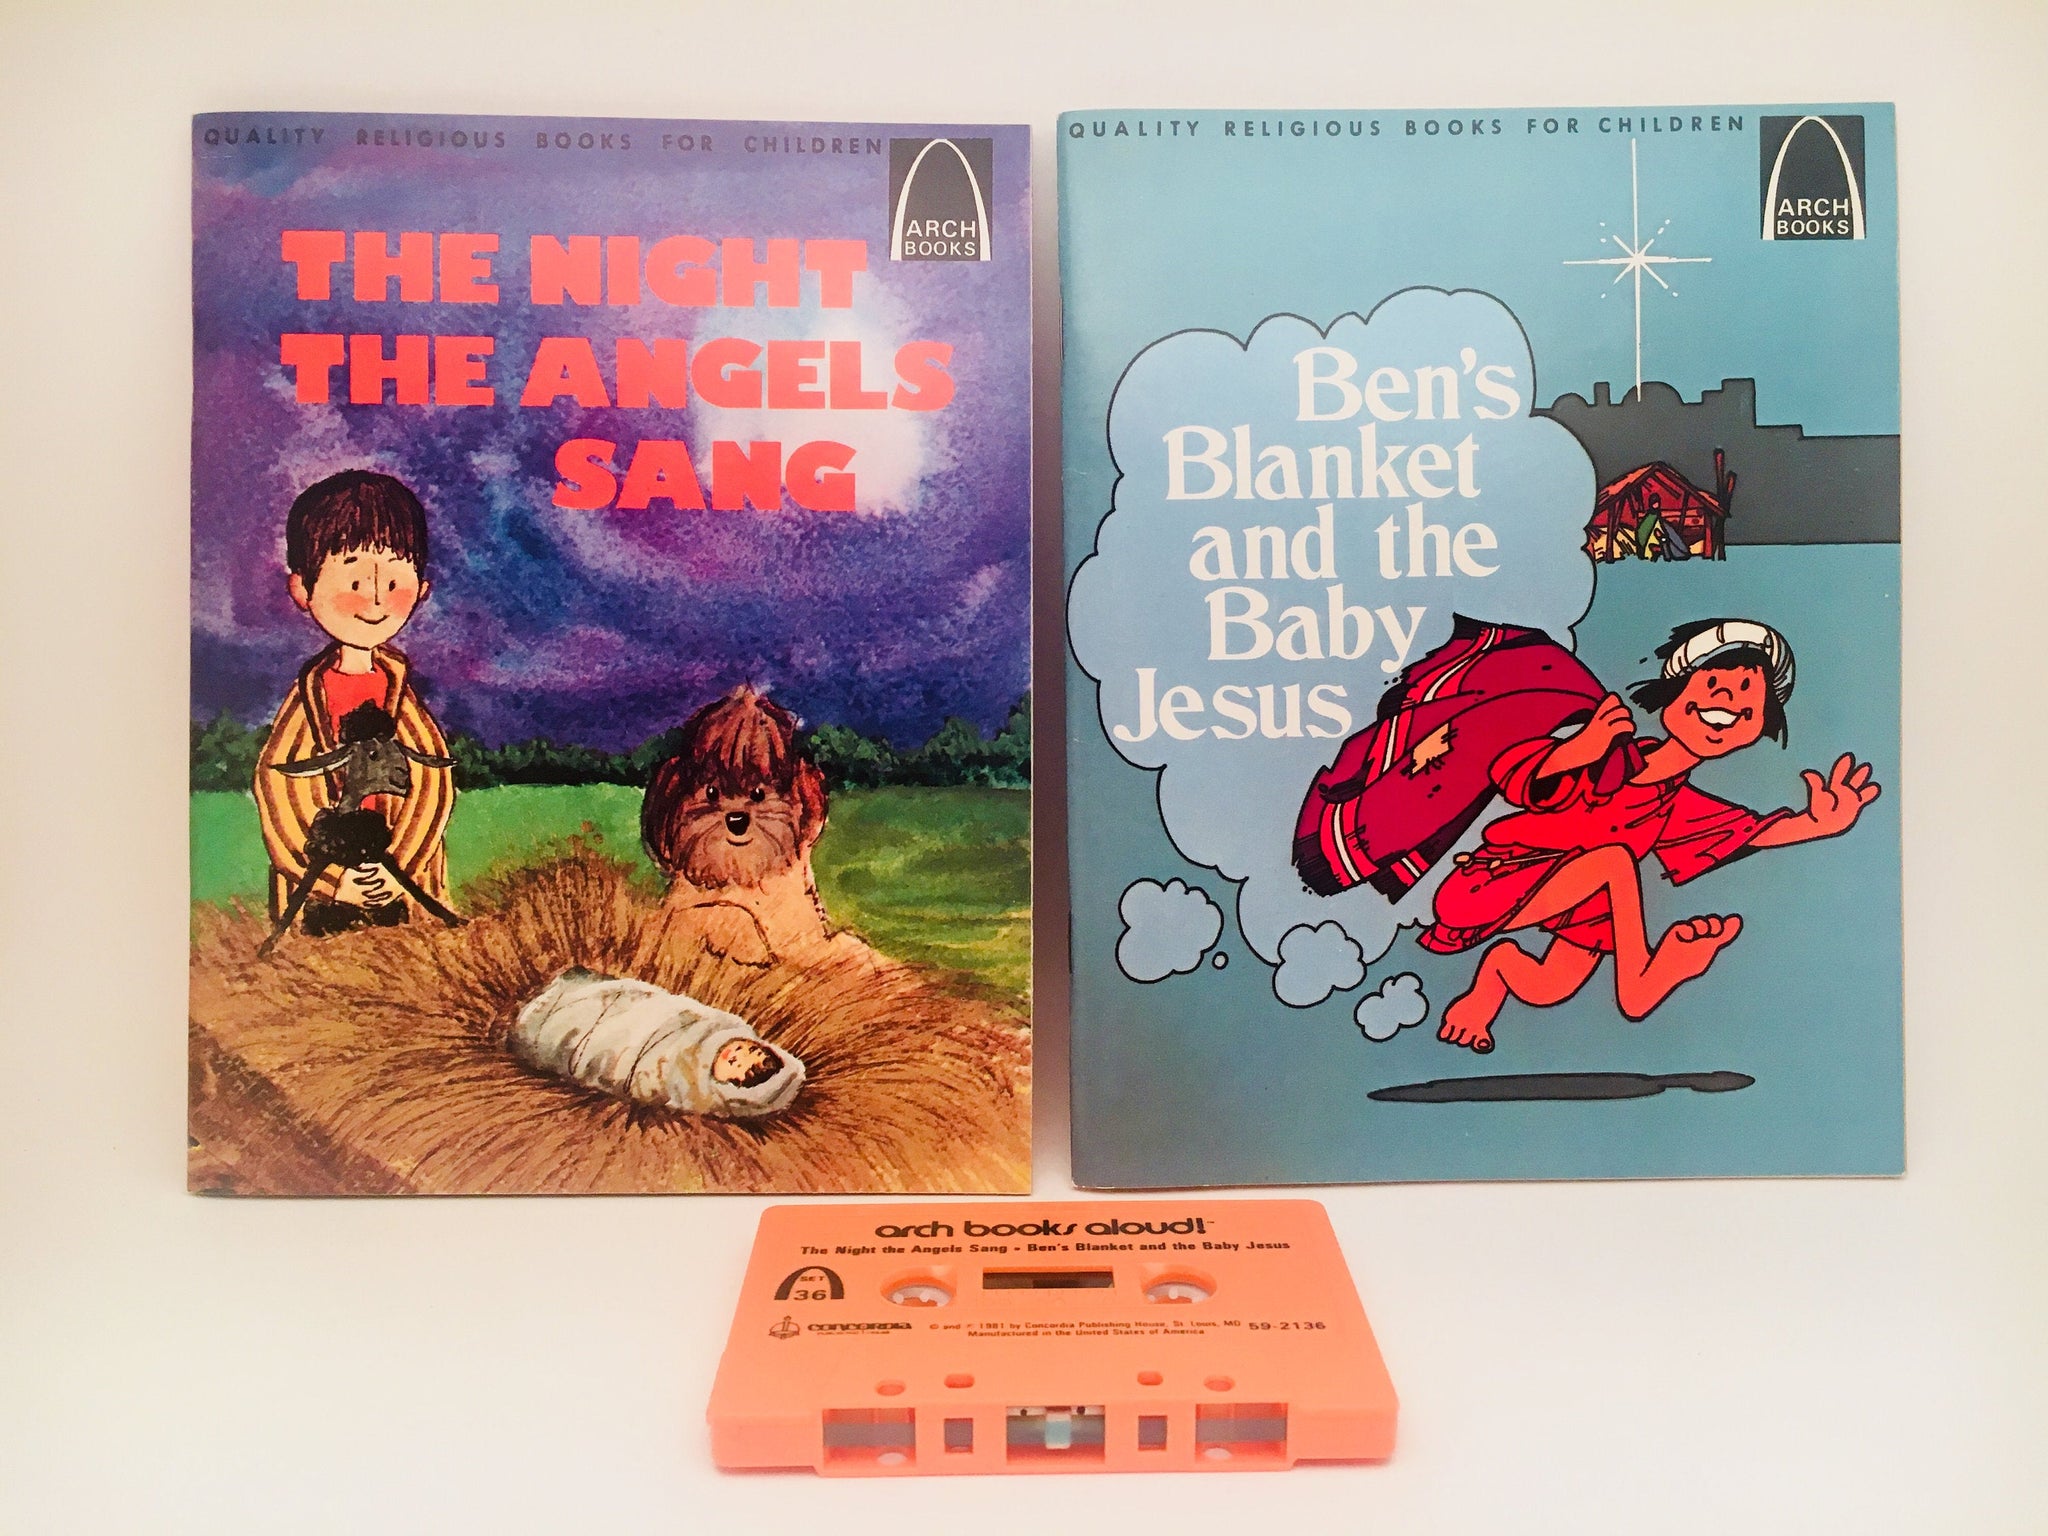 QUALITY RELIGIOUS BOOKS FOR CHILDREN
ARCH
BOOKS
THE NIGHT
THE ANGELS
SANG
QUALITY RELIGIOUS BOOKS FOR CHILDREN
ARCH
BOOKS
Ben's
Blanket
and the
Baby
Jesus
arch books aloud!™
The Night the Angels Sang • Ben's Blanket and the Baby Jesus
SET
36
CONCORDIA
PUBLISHING HOUSE
© and ℗ 1981 by Concordia Publishing House, St. Louis, MO 59-2136
Manufactured in the United States of America